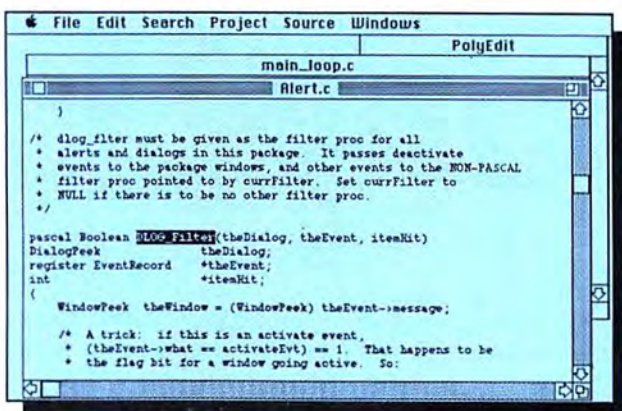 File Edit Search Project Source Windows
PolyEdit
main_loop.c
Alert.c
}
/* dlog_flter must be given as the filter proc for all
* alerts and dialogs in this package. It passes deactivate
* events to the package windows, and other events to the NON-PASCAL
* filter proc pointed to by currFilter. Set currFilter to
* NULL if there is to be no other filter proc.
*/
pascal Boolean DLOG_Filter(theDialog, theEvent, itemHit)
DialogPeek theDialog;
register EventRecord *theEvent;
int *itemHit;
{
WindowPeek theWindow = (WindowPeek) theEvent->message;
/* A trick: if this is an activate event,
* (theEvent->what == activateEvt) == 1. That happens to be
* the flag bit for a window going active. So: